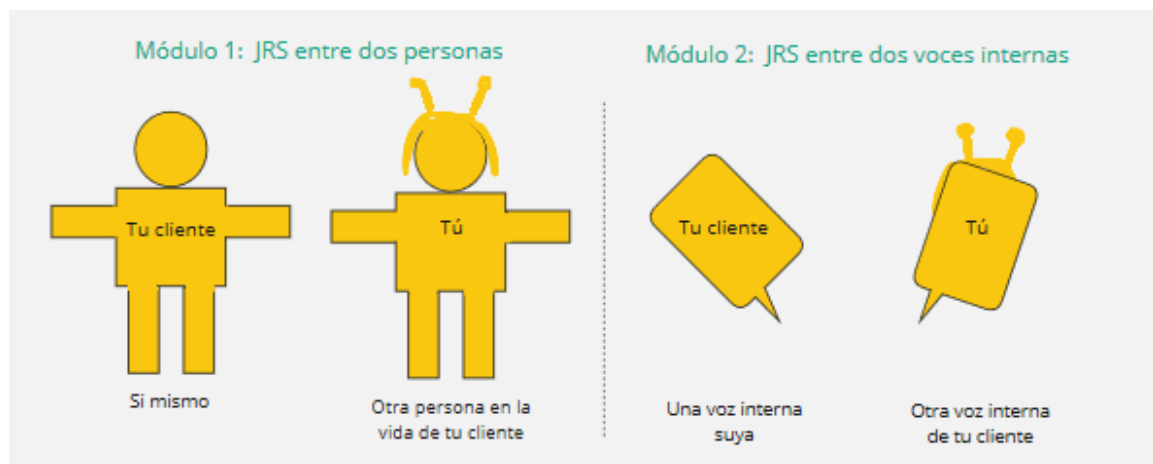 Módulo 1: JRS entre dos personas
Tu cliente
Tú
Si mismo
Otra persona en la
vida de tu cliente
Módulo 2: JRS entre dos voces internas
Tu cliente
Tú
Una voz interna
suya
Otra voz interna
de tu cliente